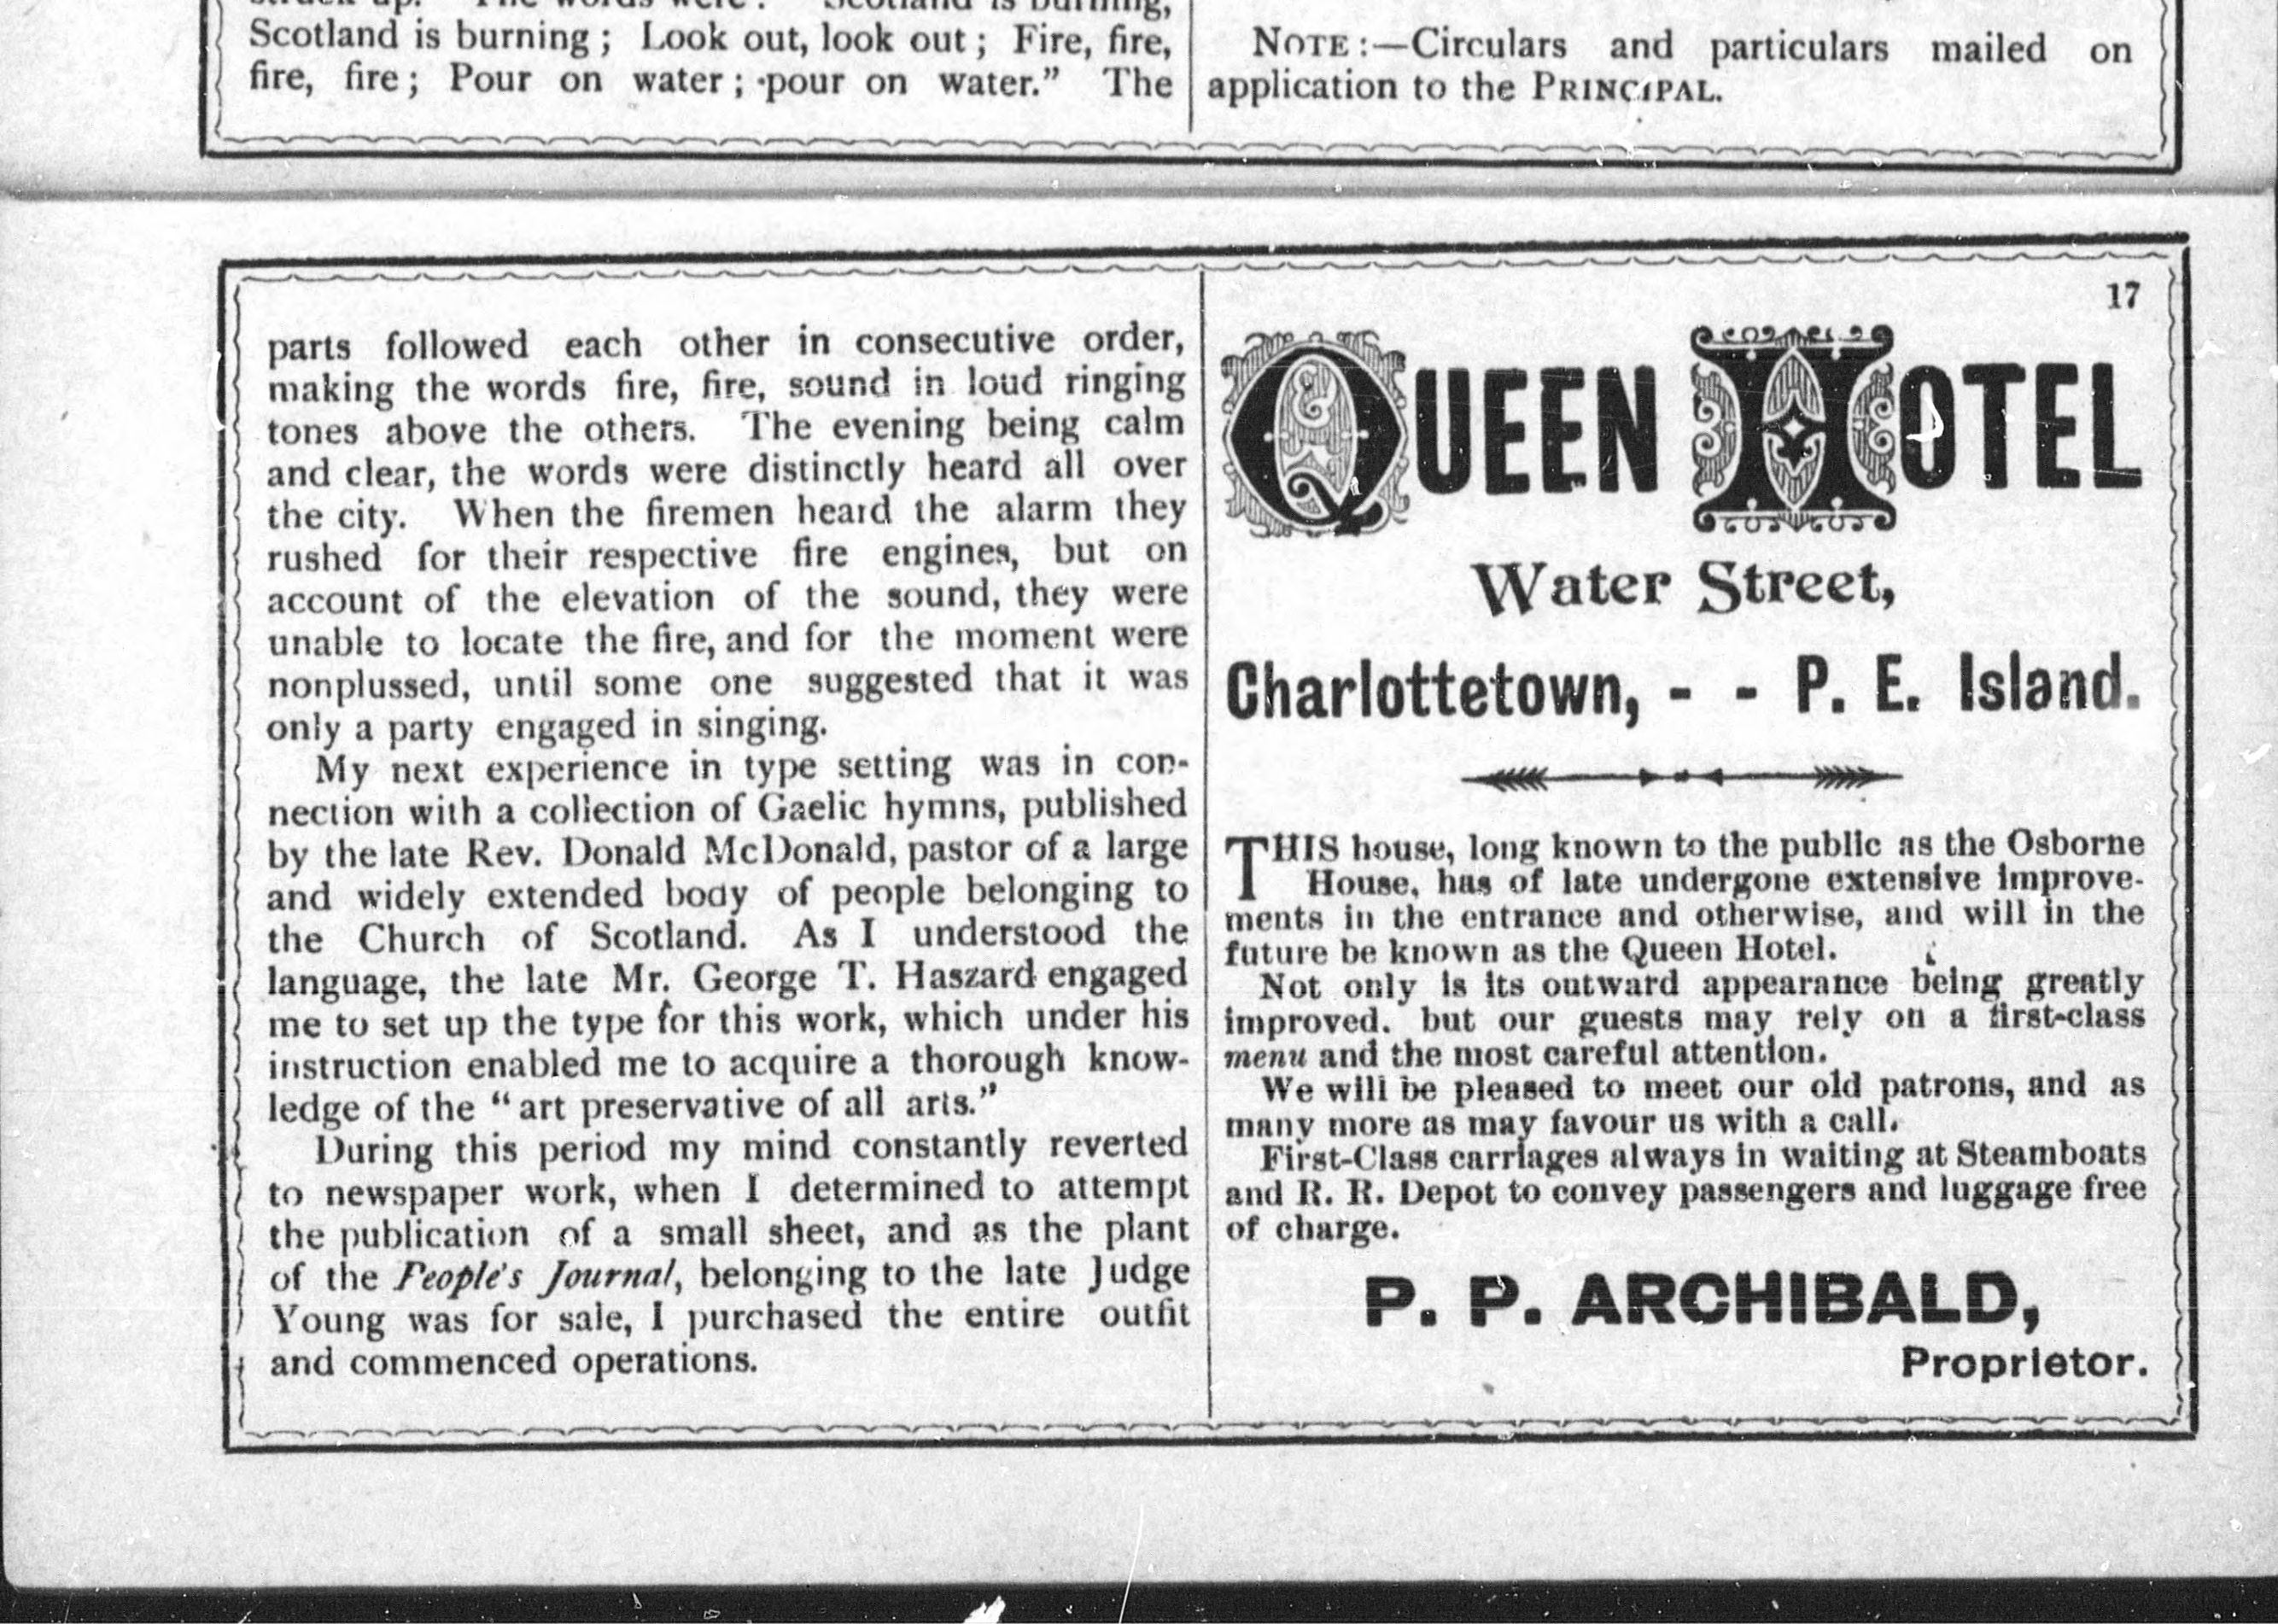 Scotland is burning ; Look out, look out ; Fire, fire,
fire, fire ; Pour on water ; pour on water." The
NOTE :—Circulars and particulars mailed on
application to the PRINCIPAL.
parts followed each other in consecutive order,
making the words fire, fire, sound in loud ringing
tones above the others. The evening being calm
and clear, the words were distinctly heard all over
the city. When the firemen heard the alarm they
rushed for their respective fire engines, but on
account of the elevation of the sound, they were
unable to locate the fire, and for the moment were
nonplussed, until some one suggested that it was
only a party engaged in singing.
My next experience in type setting was in con-
nection with a collection of Gaelic hymns, published
by the late Rev. Donald McDonald, pastor of a large
and widely extended body of people belonging to
the Church of Scotland. As I understood the
language, the late Mr. George T. Haszard engaged
me to set up the type for this work, which under his
instruction enabled me to acquire a thorough know-
ledge of the " art preservative of all arts."
During this period my mind constantly reverted
to newspaper work, when I determined to attempt
the publication of a small sheet, and as the plant
of the People's Journal, belonging to the late Judge
Young was for sale, I purchased the entire outfit
and commenced operations.
17
QUEEN HOTEL
Water Street,
Charlottetown, - - P. E. Island.
THIS house, long known to the public as the Osborne
House, has of late undergone extensive improve-
ments in the entrance and otherwise, and will in the
future be known as the Queen Hotel.
Not only is its outward appearance being greatly
improved. but our guests may rely on a first-class
menu and the most careful attention.
We will be pleased to meet our old patrons, and as
many more as may favour us with a call.
First-Class carriages always in waiting at Steamboats
and R. R. Depot to convey passengers and luggage free
of charge.
P. P. ARCHIBALD,
Proprietor.